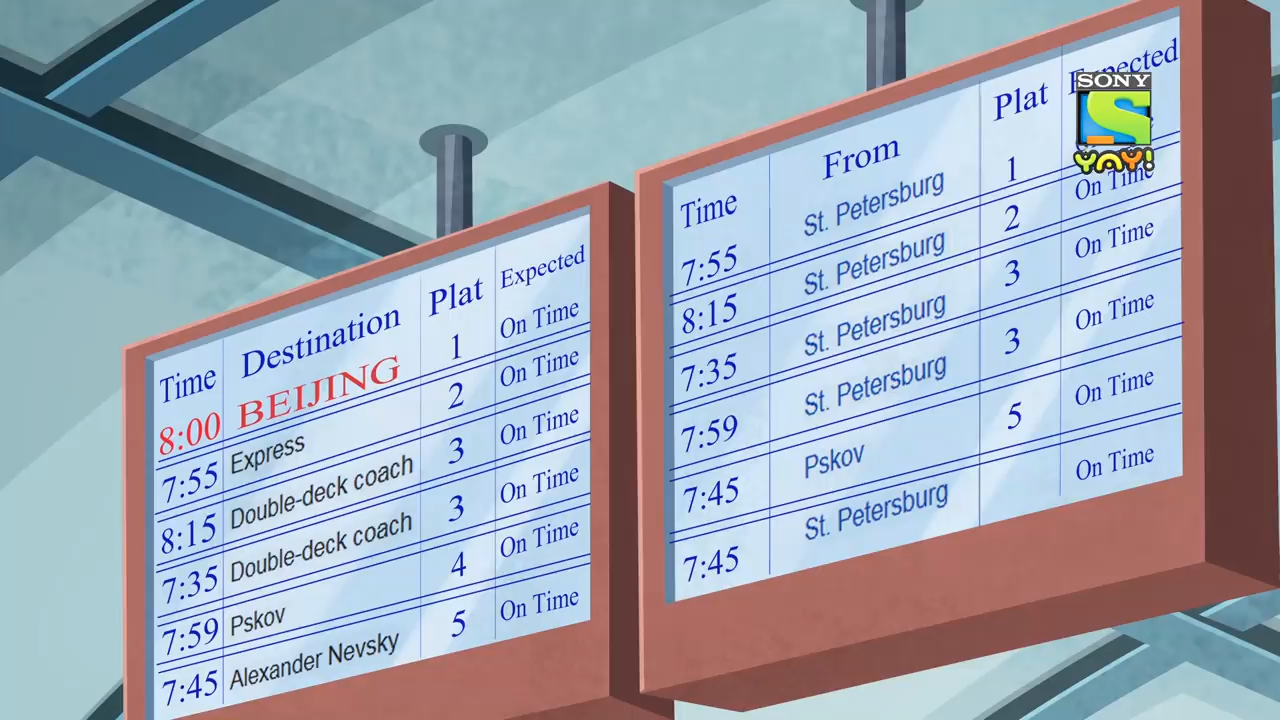 Time Destination Plat Expected
8:00 BEIJING 1 On Time
7:55 Express 2 On Time
8:15 Double-deck coach 3 On Time
7:35 Double-deck coach 3 On Time
7:59 Pskov 4 On Time
7:45 Alexander Nevsky 5 On Time
Time From Plat Expected
7:55 St. Petersburg 1 On Time
8:15 St. Petersburg 2 On Time
7:35 St. Petersburg 3 On Time
7:59 St. Petersburg 3 On Time
7:45 Pskov 5 On Time
7:45 St. Petersburg
SONY
S
YAY!